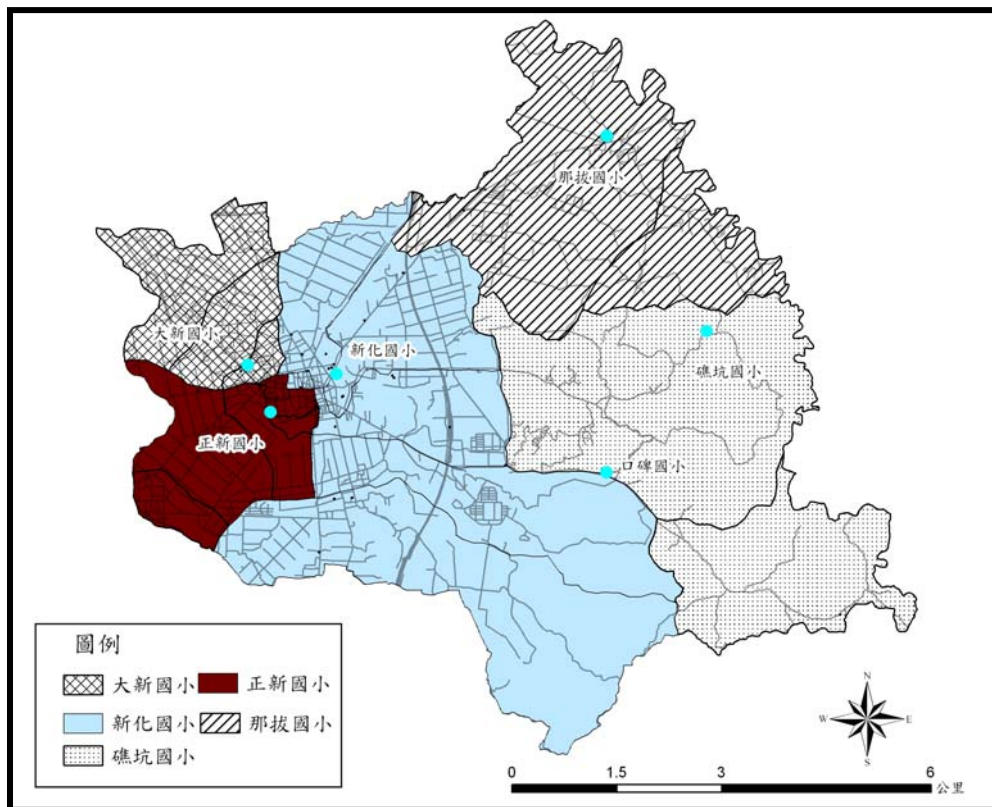 那拔國小
大新國小
新化國小
礁坑國小
正新國小
口碑國小
圖例
大新國小 正新國小
新化國小 那拔國小
礁坑國小
N
W E
S
0 1.5 3 6
公里